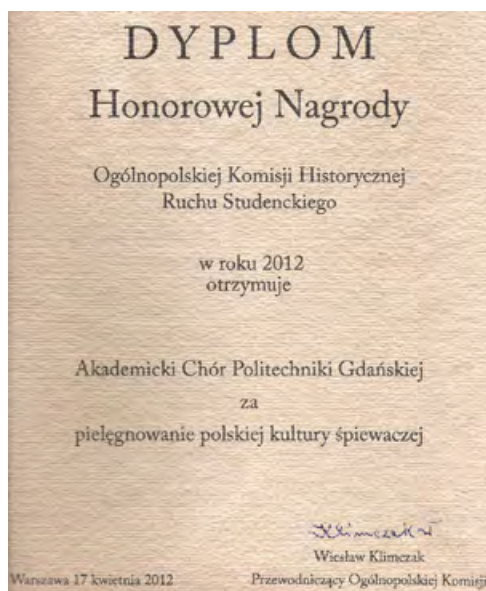 DYPLOM
Honorowej Nagrody
Ogólnopolskiej Komisji Historycznej
Ruchu Studenckiego
w roku 2012
otrzymuje
Akademicki Chór Politechniki Gdańskiej
za
pielęgnowanie polskiej kultury śpiewaczej
Klimczak W
Wiesław Klimczak
Warszawa 17 kwietnia 2012 Przewodniczący Ogólnopolskiej Komisji